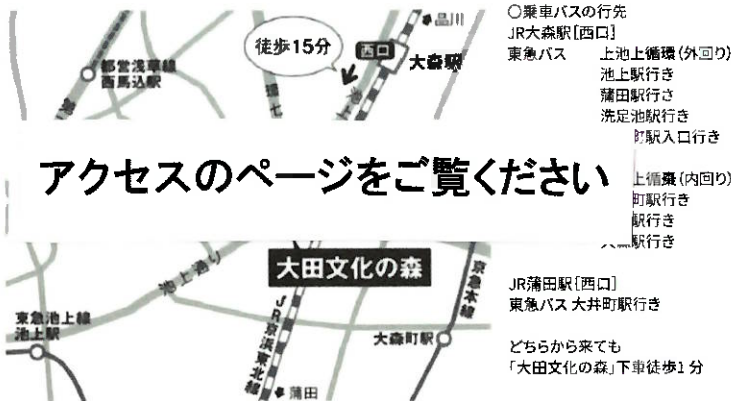 品川
徒歩15分
西口
大森駅
都営浅草線
西馬込駅
環七
池上
アクセスのページをご覧ください
大田文化の森
池上通り
京急本線
JR京浜東北線
東急池上線
池上駅
大森町駅
蒲田
○乗車バスの行先
JR大森駅[西口]
東急バス 上池上循環(外回り)
池上駅行き
蒲田駅行き
洗足池駅行き
町駅入口行き
上循環(内回り)
町駅行き
駅行き
駅行き
JR蒲田駅[西口]
東急バス 大井町駅行き
どちらから来ても
「大田文化の森」下車徒歩1分